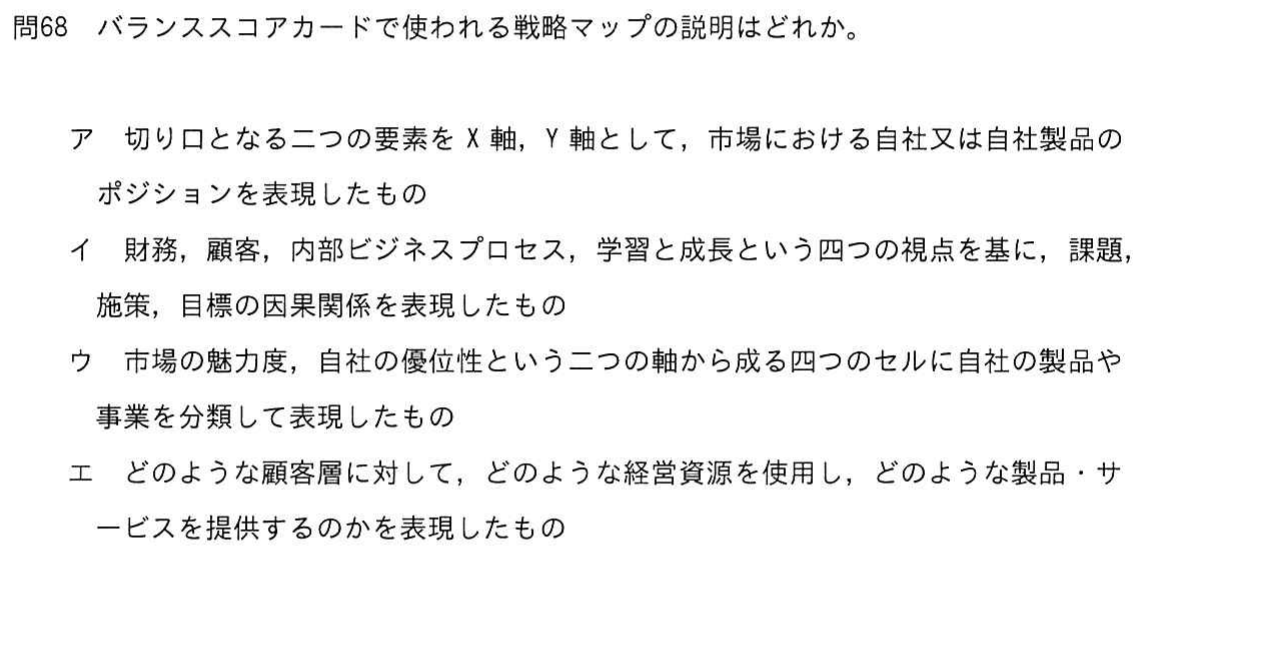 問68 バランススコアカードで使われる戦略マップの説明はどれか。
ア 切り口となる二つの要素を X 軸，Y 軸として，市場における自社又は自社製品の
ポジションを表現したもの
イ 財務，顧客，内部ビジネスプロセス，学習と成長という四つの視点を基に，課題，
施策，目標の因果関係を表現したもの
ウ 市場の魅力度，自社の優位性という二つの軸から成る四つのセルに自社の製品や
事業を分類して表現したもの
エ どのような顧客層に対して，どのような経営資源を使用し，どのような製品・サ
ービスを提供するのかを表現したもの